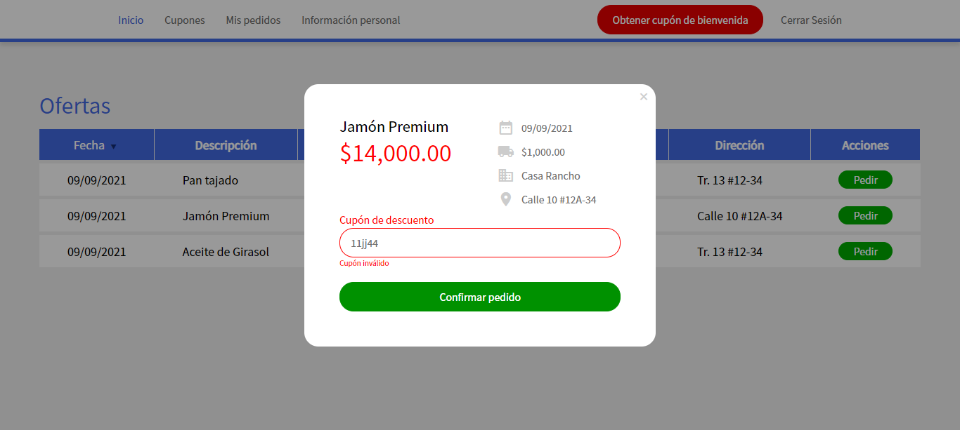 Inicio Cupones Mis pedidos Información personal Obtener cupón de bienvenida Cerrar Sesión
Ofertas
Fecha ▼ Descripción Dirección Acciones
09/09/2021 Pan tajado Tr. 13 #12-34 Pedir
09/09/2021 Jamón Premium Calle 10 #12A-34 Pedir
09/09/2021 Aceite de Girasol Tr. 13 #12-34 Pedir
×
Jamón Premium
$14,000.00
09/09/2021
$1,000.00
Casa Rancho
Calle 10 #12A-34
Cupón de descuento
11jj44
Cupón inválido
Confirmar pedido